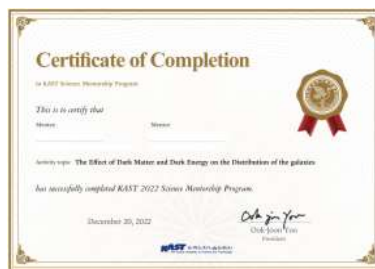 Certificate of Completion
in KAST Science Mentorship Program
This is to certify that
Mentee Mentor
Activity topic The Effect of Dark Matter and Dark Energy on the Distribution of the galaxies
has successfully completed KAST 2022 Science Mentorship Program.
December 20, 2022
Ook Joon Yoo
President
KAST